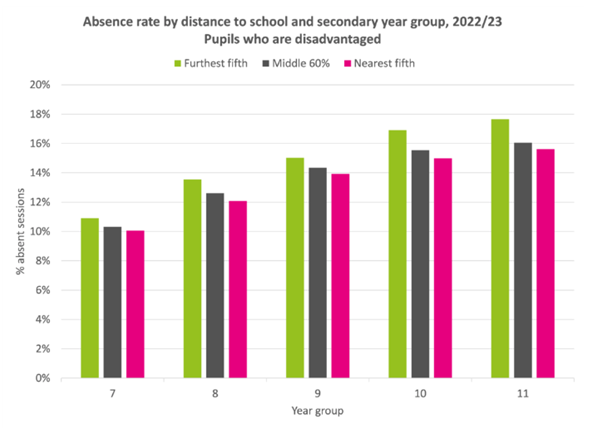 Absence rate by distance to school and secondary year group, 2022/23
Pupils who are disadvantaged
Furthest fifth Middle 60% Nearest fifth
20%
18%
16%
14%
12%
10%
8%
6%
4%
2%
0%
% absent sessions
7 8 9 10 11
Year group